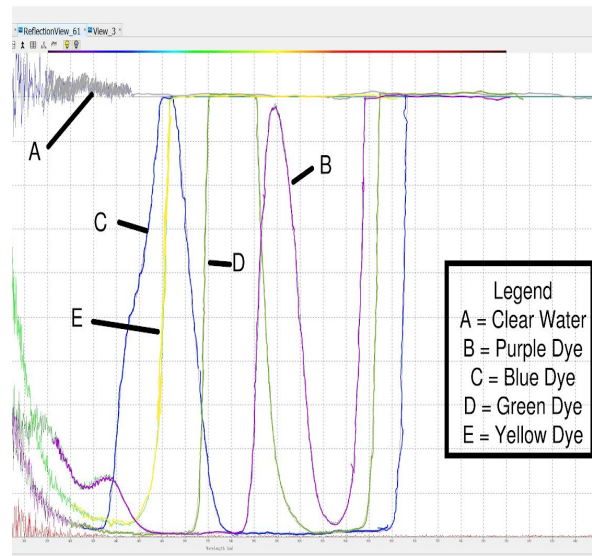 ReflectionView_61
View_3
A
B
C
D
E
Legend
A = Clear Water
B = Purple Dye
C = Blue Dye
D = Green Dye
E = Yellow Dye